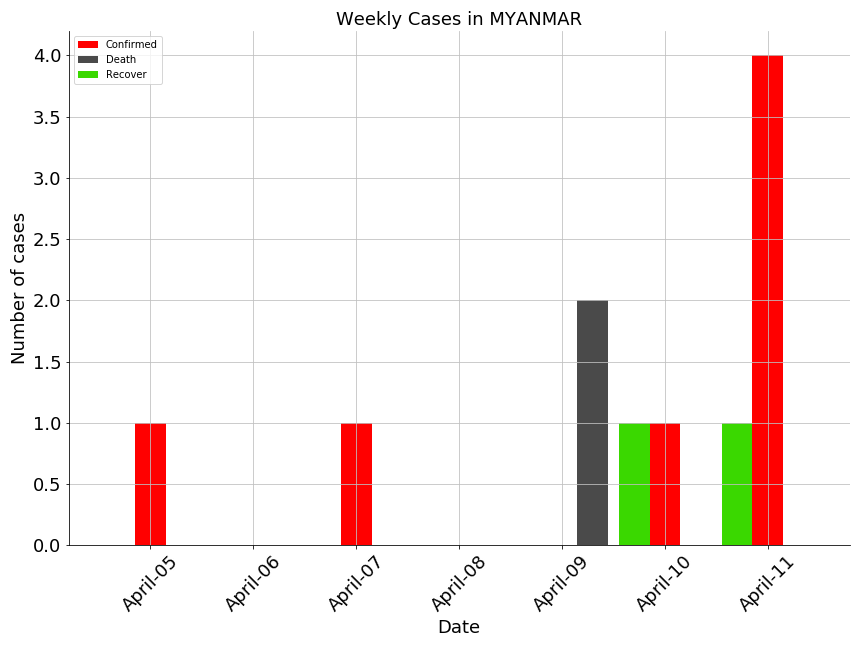 Weekly Cases in MYANMAR
Confirmed
Death
Recover
Number of cases
4.0
3.5
3.0
2.5
2.0
1.5
1.0
0.5
0.0
April-05
April-06
April-07
April-08
April-09
April-10
April-11
Date